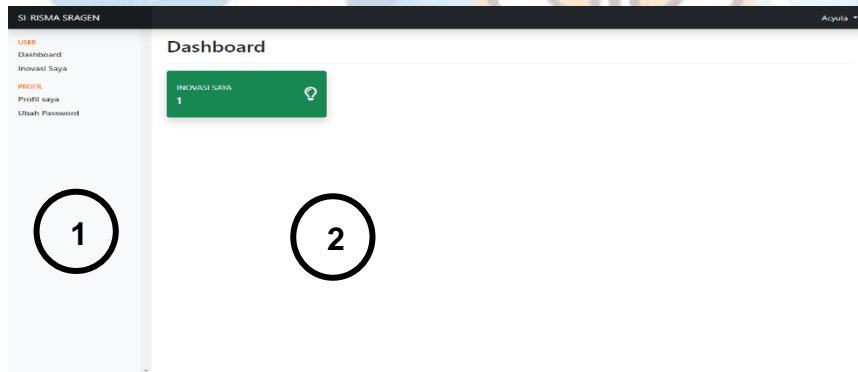 SI RISMA SRAGEN
Acyuta
USER
Dashboard
Inovasi Saya
PROFIL
Profil saya
Ubah Password
Dashboard
INOVASI SAYA
1
1
2